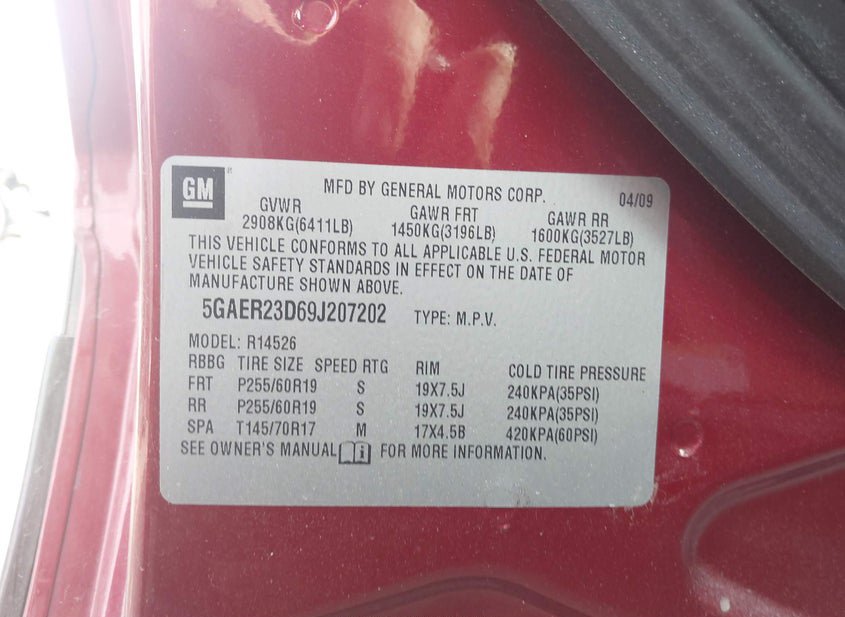 GM
MFD BY GENERAL MOTORS CORP. 04/09
GVWR GAWR FRT GAWR RR
2908KG(6411LB) 1450KG(3196LB) 1600KG(3527LB)
THIS VEHICLE CONFORMS TO ALL APPLICABLE U.S. FEDERAL MOTOR
VEHICLE SAFETY STANDARDS IN EFFECT ON THE DATE OF
MANUFACTURE SHOWN ABOVE.
5GAER23D69J207202 TYPE: M.P.V.
MODEL: R14526
RBBG TIRE SIZE SPEED RTG RIM COLD TIRE PRESSURE
FRT P255/60R19 S 19X7.5J 240KPA(35PSI)
RR P255/60R19 S 19X7.5J 240KPA(35PSI)
SPA T145/70R17 M 17X4.5B 420KPA(60PSI)
SEE OWNER'S MANUAL FOR MORE INFORMATION.